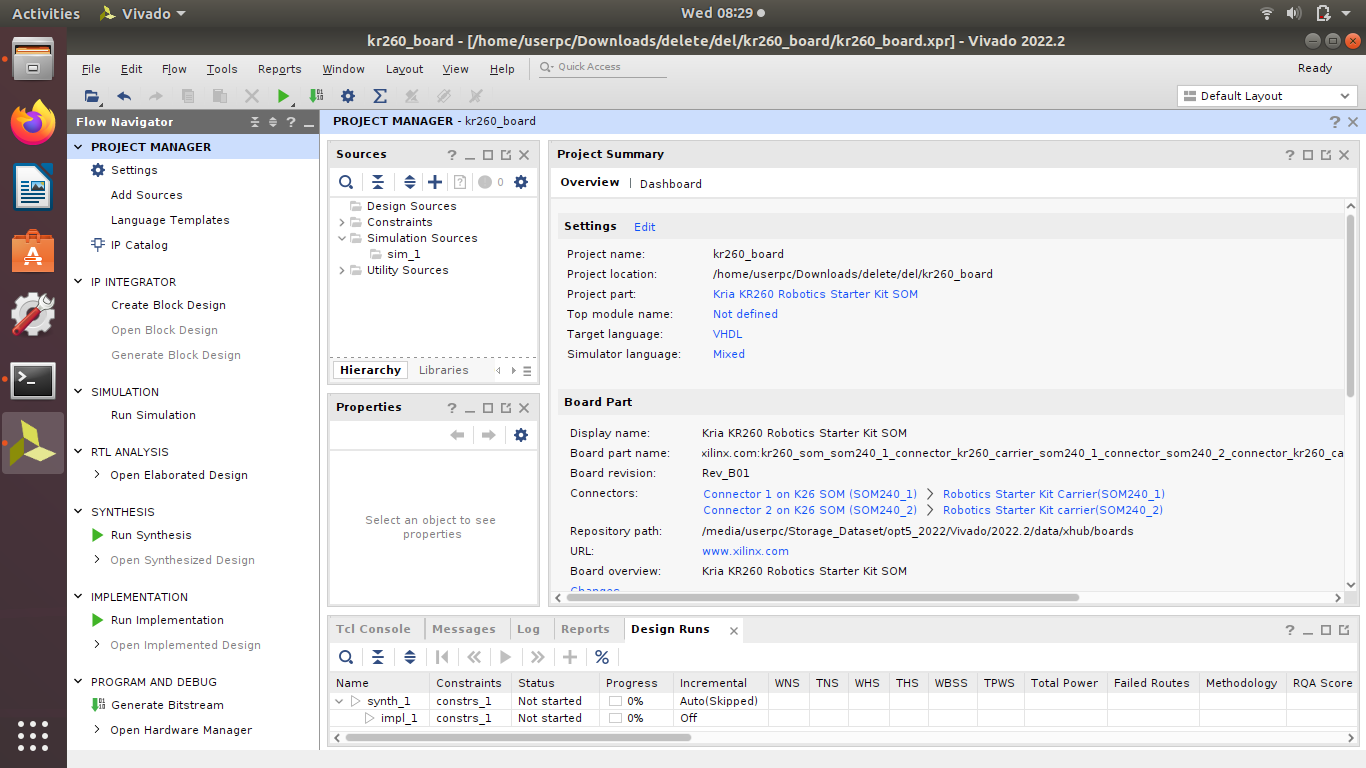 Activities Vivado Wed 08:29
kr260_board - [/home/userpc/Downloads/delete/del/kr260_board/kr260_board.xpr] - Vivado 2022.2
File Edit Flow Tools Reports Window Layout View Help Quick Access Ready
Default Layout
Flow Navigator
PROJECT MANAGER
Settings
Add Sources
Language Templates
IP Catalog
IP INTEGRATOR
Create Block Design
Open Block Design
Generate Block Design
SIMULATION
Run Simulation
RTL ANALYSIS
Open Elaborated Design
SYNTHESIS
Run Synthesis
Open Synthesized Design
IMPLEMENTATION
Run Implementation
Open Implemented Design
PROGRAM AND DEBUG
Generate Bitstream
Open Hardware Manager
PROJECT MANAGER - kr260_board
Sources
0
Design Sources
Constraints
Simulation Sources
sim_1
Utility Sources
Hierarchy Libraries
Properties
Select an object to see
properties
Project Summary
Overview | Dashboard
Settings Edit
Project name: kr260_board
Project location: /home/userpc/Downloads/delete/del/kr260_board
Project part: Kria KR260 Robotics Starter Kit SOM
Top module name: Not defined
Target language: VHDL
Simulator language: Mixed
Board Part
Display name: Kria KR260 Robotics Starter Kit SOM
Board part name: xilinx.com:kr260_som_som240_1_connector_kr260_carrier_som240_1_connector_som240_2_connector_kr260_ca
Board revision: Rev_B01
Connectors: Connector 1 on K26 SOM (SOM240_1) > Robotics Starter Kit Carrier(SOM240_1)
Connector 2 on K26 SOM (SOM240_2) > Robotics Starter Kit carrier(SOM240_2)
Repository path: /media/userpc/Storage_Dataset/opt5_2022/Vivado/2022.2/data/xhub/boards
URL: www.xilinx.com
Board overview: Kria KR260 Robotics Starter Kit SOM
Changes
Tcl Console Messages Log Reports Design Runs
Name Constraints Status Progress Incremental WNS TNS WHS THS WBSS TPWS Total Power Failed Routes Methodology RQA Score
synth_1 constrs_1 Not started 0% Auto(Skipped)
impl_1 constrs_1 Not started 0% Off